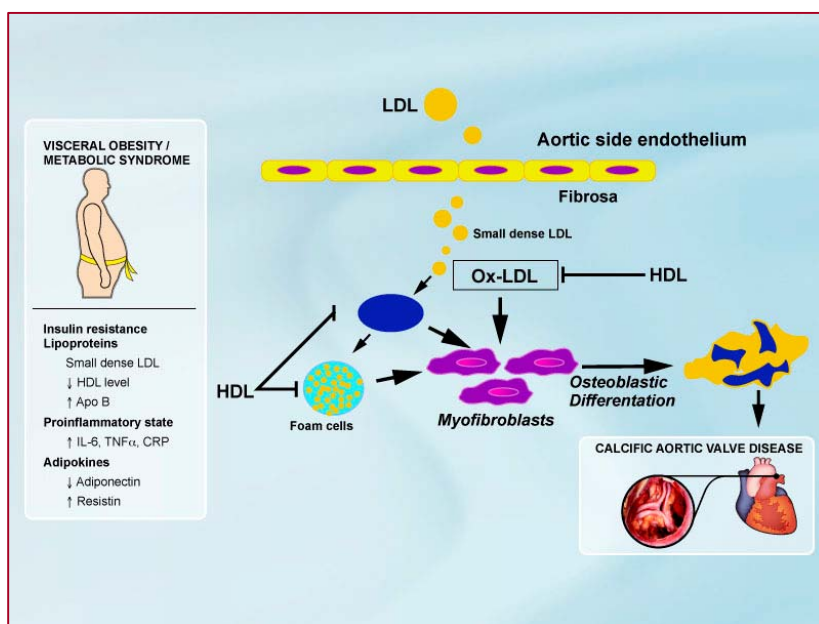 VISCERAL OBESITY /
METABOLIC SYNDROME
Insulin resistance
Lipoproteins
Small dense LDL
↓ HDL level
↑ Apo B
Proinflammatory state
↑ IL-6, TNFα, CRP
Adipokines
↓ Adiponectin
↑ Resistin
LDL
Aortic side endothelium
Fibrosa
Small dense LDL
Ox-LDL
HDL
HDL
Foam cells
Myofibroblasts
Osteoblastic
Differentation
CALCIFIC AORTIC VALVE DISEASE